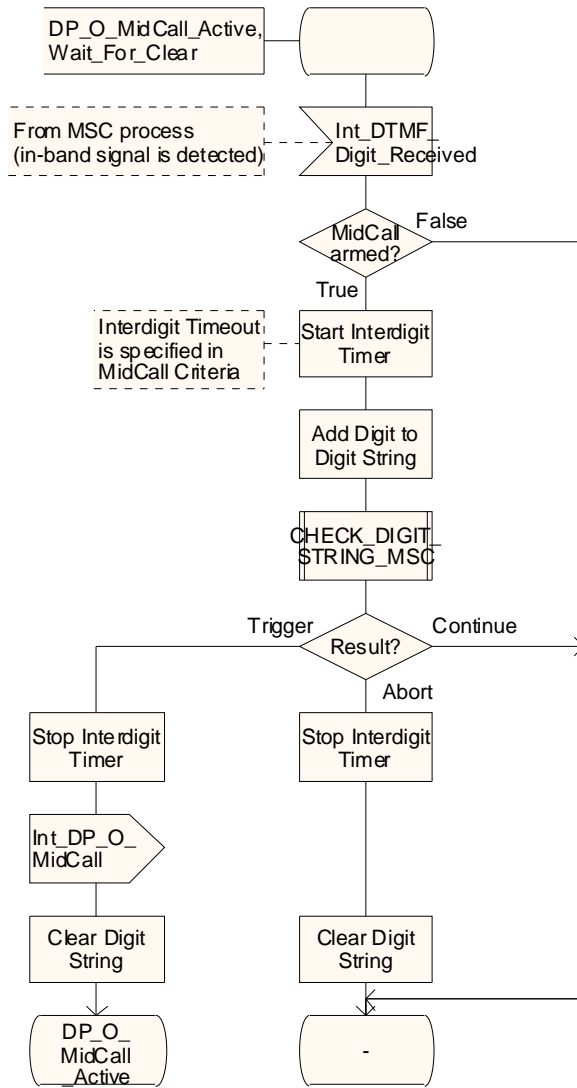 DP_O_MidCall_Active,
Wait_For_Clear
From MSC process
(in-band signal is detected)
Int_DTMF_
Digit_Received
MidCall
armed?
False
True
Interdigit Timeout
is specified in
MidCall Criteria
Start Interdigit
Timer
Add Digit to
Digit String
CHECK_DIGIT_
STRING_MSC
Trigger
Result?
Continue
Abort
Stop Interdigit
Timer
Stop Interdigit
Timer
Int_DP_O_
MidCall
Clear Digit
String
Clear Digit
String
DP_O_
MidCall
_Active
-